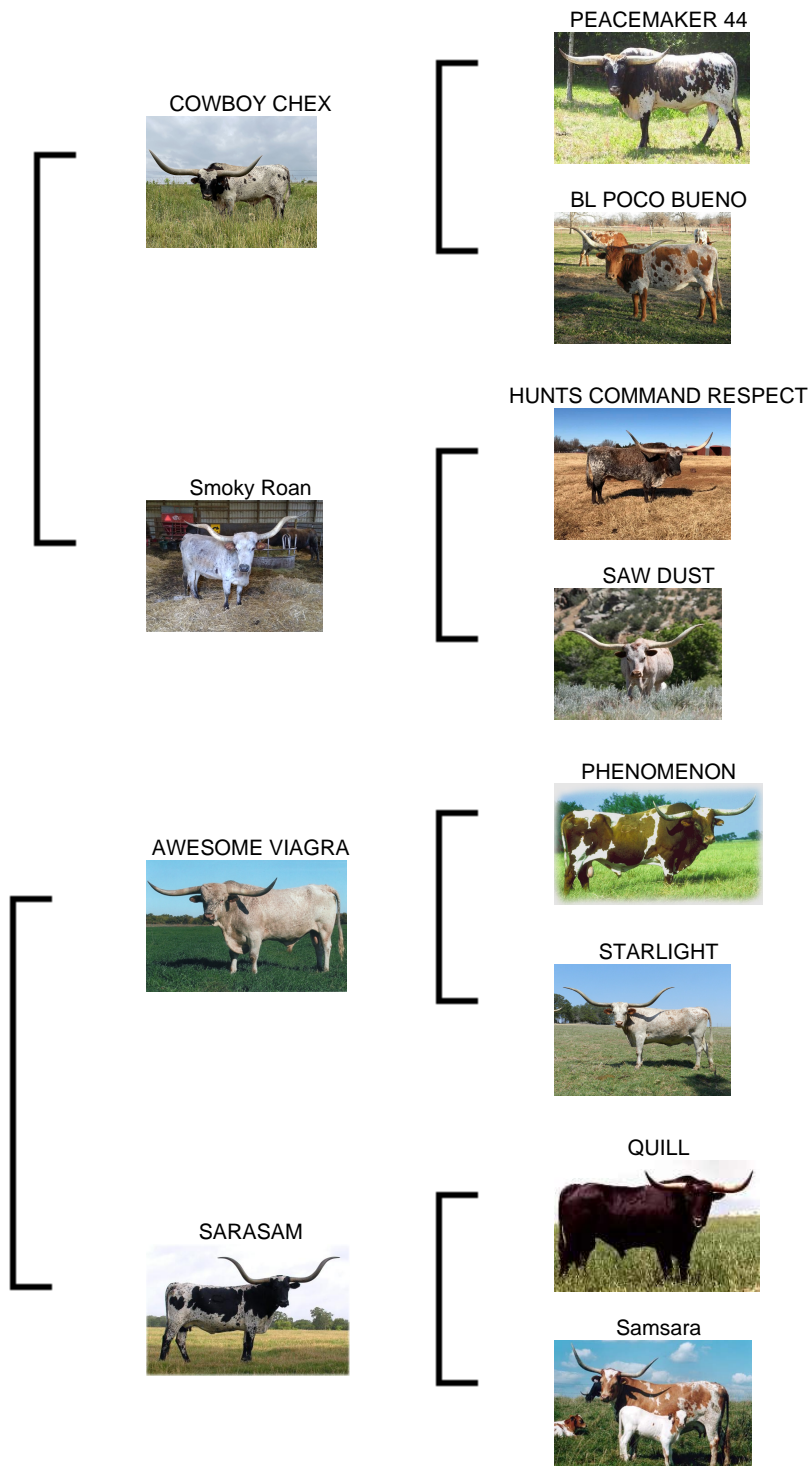 PEACEMAKER 44
COWBOY CHEX
BL POCO BUENO
HUNTS COMMAND RESPECT
Smoky Roan
SAW DUST
PHENOMENON
AWESOME VIAGRA
STARLIGHT
QUILL
SARASAM
Samsara